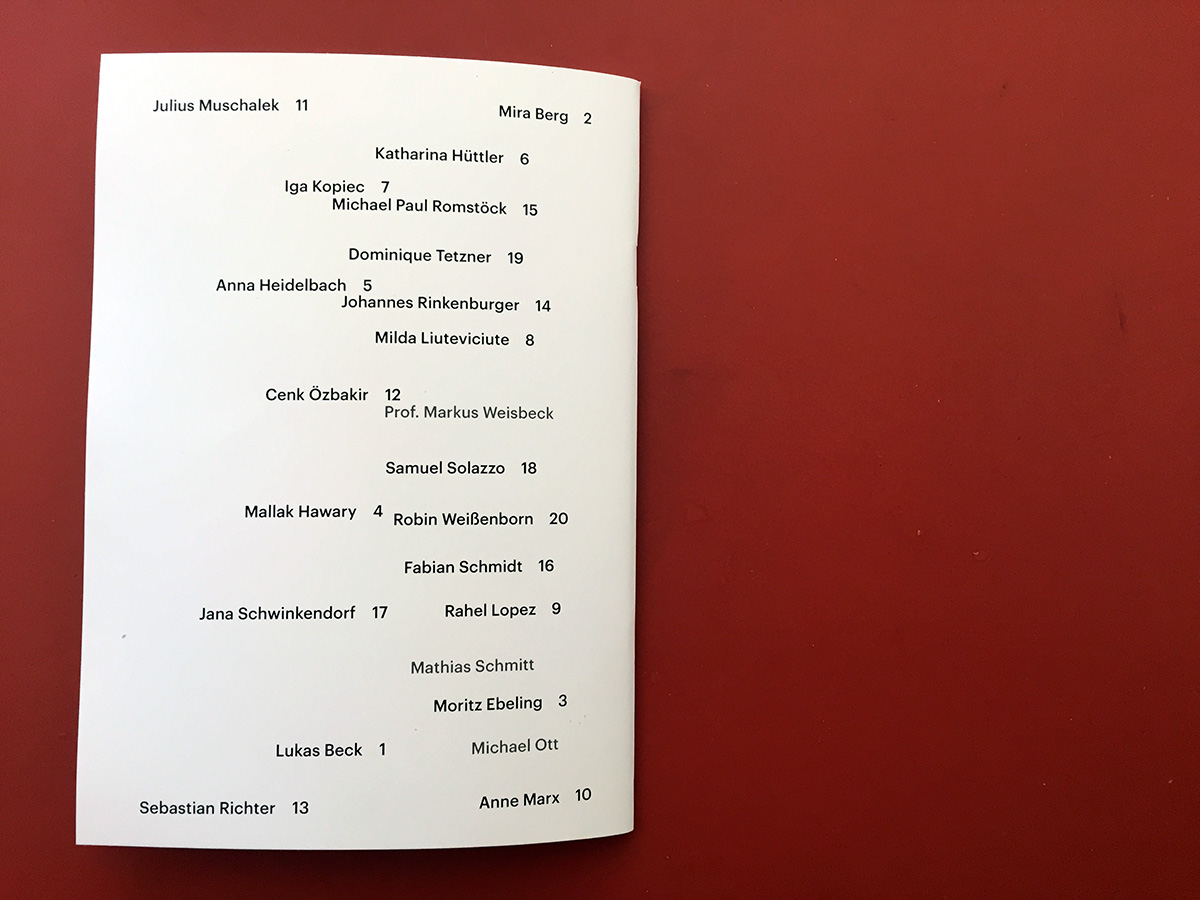 Julius Muschalek 11
Mira Berg 2
Katharina Hüttler 6
Iga Kopiec 7
Michael Paul Romstöck 15
Dominique Tetzner 19
Anna Heidelbach 5
Johannes Rinkenburger 14
Milda Liuteviciute 8
Cenk Özbakir 12
Prof. Markus Weisbeck
Samuel Solazzo 18
Mallak Hawary 4
Robin Weißenborn 20
Fabian Schmidt 16
Jana Schwinkendorf 17
Rahel Lopez 9
Mathias Schmitt
Moritz Ebeling 3
Lukas Beck 1
Michael Ott
Sebastian Richter 13
Anne Marx 10